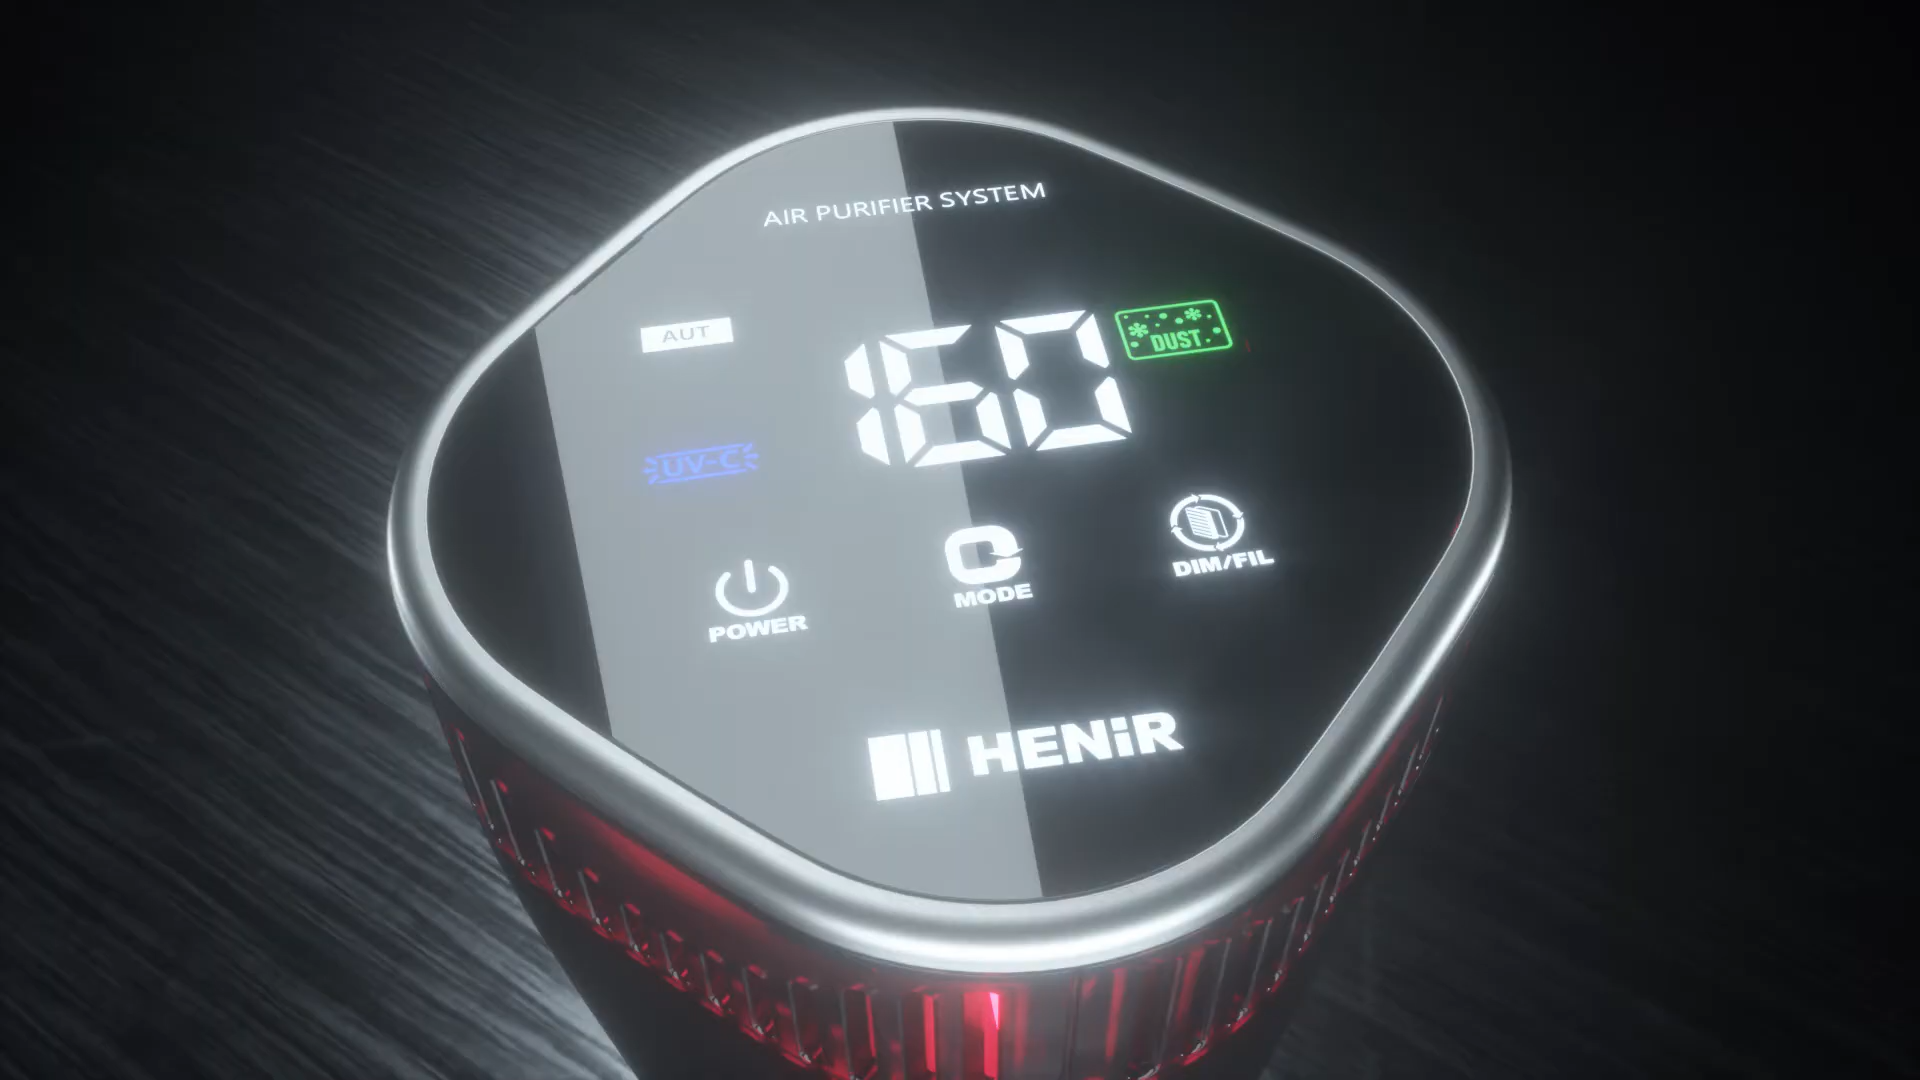 AIR PURIFIER SYSTEM
AUT
160
DUST
UV-C
POWER
MODE
DIM/FIL
HENiR